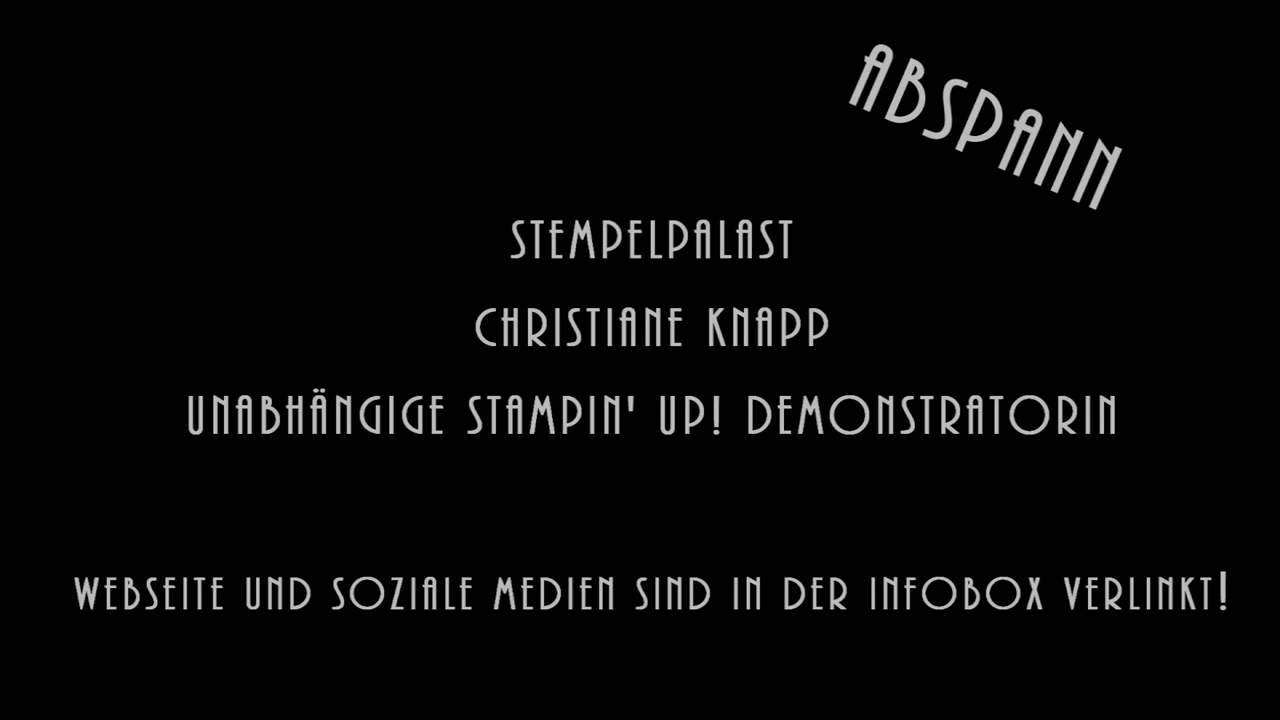 ABSPANN
STEMPELPALAST
CHRISTIANE KNAPP
UNABHÄNGIGE STAMPIN' UP! DEMONSTRATORIN
WEBSEITE UND SOZIALE MEDIEN SIND IN DER INFOBOX VERLINKT!